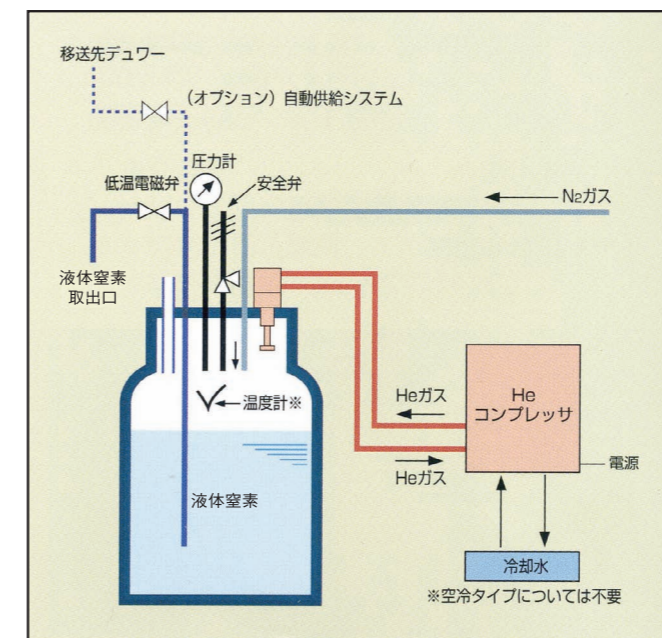 移送先デュワー
（オプション）自動供給システム
圧力計
低温電磁弁
安全弁
N2ガス
液体窒素
取出口
温度計※
Heガス
He
コンプレッサ
Heガス
電源
液体窒素
冷却水
※空冷タイプについては不要